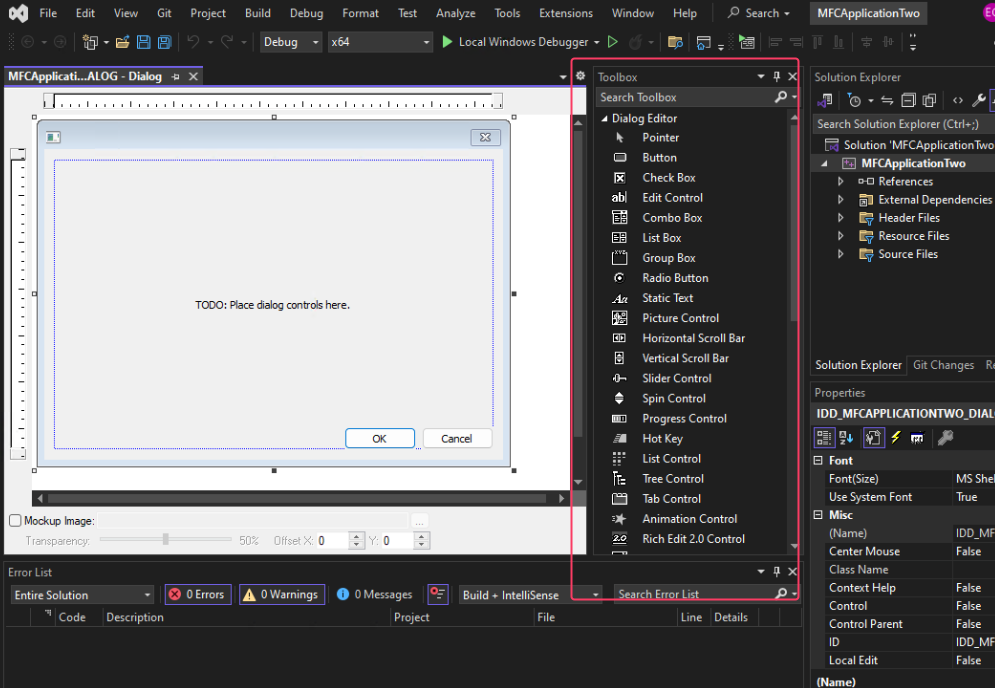 File Edit View Git Project Build Debug Format Test Analyze Tools Extensions Window Help Search MFCApplicationTwo
Debug x64 Local Windows Debugger
MFCApplicati...ALOG - Dialog
TODO: Place dialog controls here.
OK Cancel
Mockup Image: ...
Transparency: 50% Offset X: 0 Y: 0
Toolbox
Search Toolbox
Dialog Editor
Pointer
Button
Check Box
Edit Control
Combo Box
List Box
Group Box
Radio Button
Static Text
Picture Control
Horizontal Scroll Bar
Vertical Scroll Bar
Slider Control
Spin Control
Progress Control
Hot Key
List Control
Tree Control
Tab Control
Animation Control
Rich Edit 2.0 Control
Error List
Entire Solution 0 Errors 0 Warnings 0 Messages Build + IntelliSense Search Error List
Code Description Project File Line Details
Solution Explorer
Search Solution Explorer (Ctrl+;)
Solution 'MFCApplicationTwo
MFCApplicationTwo
References
External Dependencies
Header Files
Resource Files
Source Files
Solution Explorer Git Changes Re
Properties
IDD_MFCAPPLICATIONTWO_DIAL
Font
Font(Size) MS Shel
Use System Font True
Misc
(Name) IDD_MF
Center Mouse False
Class Name
Context Help False
Control False
Control Parent False
ID IDD_MF
Local Edit False
(Name)